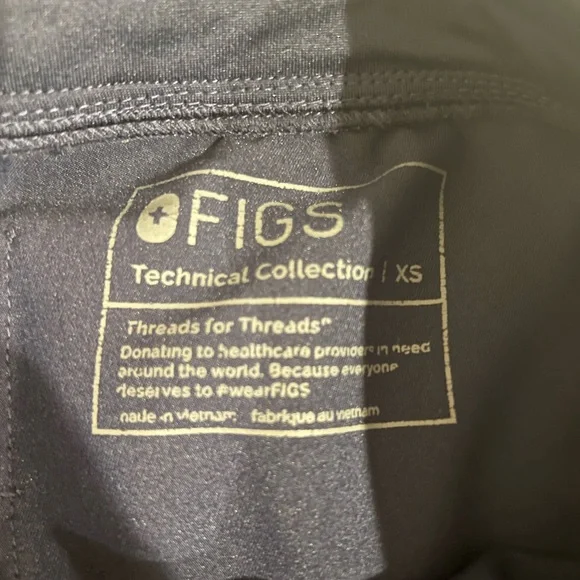 FIGS
Technical Collection | XS
Threads for Threads™
Donating to healthcare providers in need
around the world. Because everyone
deserves to #wearFIGS
made in vietnam fabriqué au vietnam